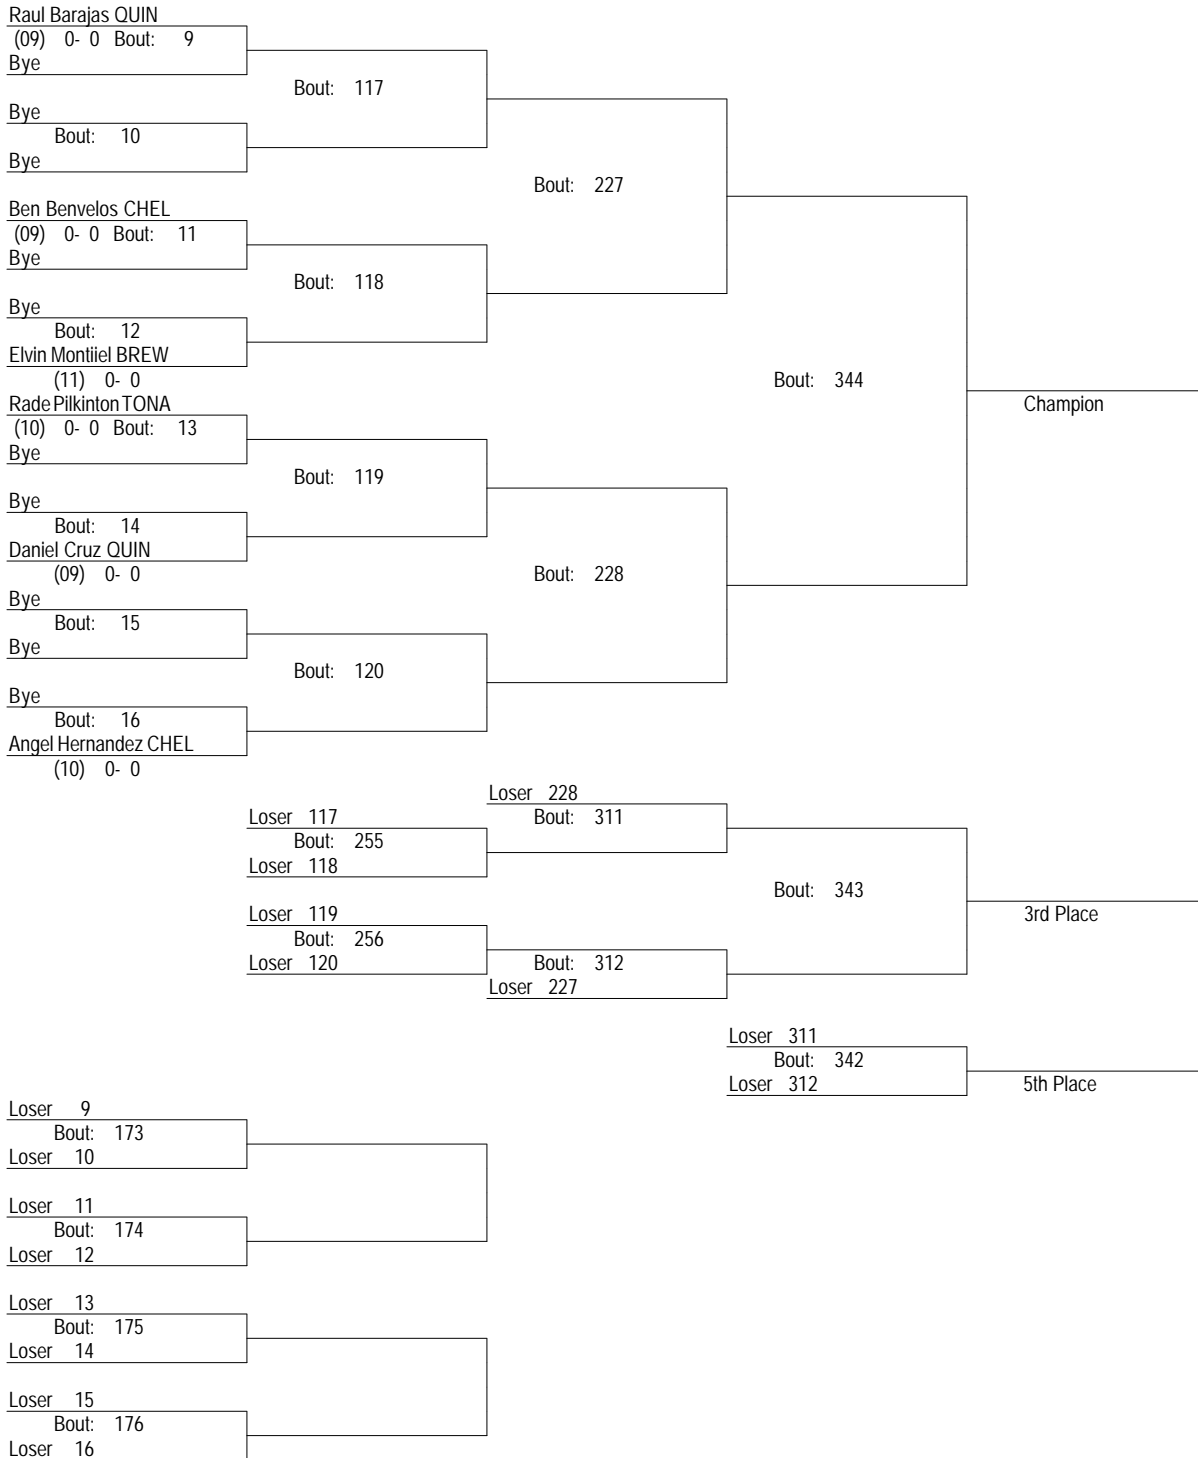 Raul Barajas QUIN
(09) 0- 0 Bout: 9
Bye
Bout: 117
Bye
Bout: 10
Bye
Bout: 227
Ben Benvelos CHEL
(09) 0- 0 Bout: 11
Bye
Bout: 118
Bye
Bout: 12
Elvin Montiiel BREW
(11) 0- 0
Bout: 344
Champion
Rade Pilkinton TONA
(10) 0- 0 Bout: 13
Bye
Bout: 119
Bye
Bout: 14
Daniel Cruz QUIN
(09) 0- 0
Bout: 228
Bye
Bout: 15
Bye
Bout: 120
Bye
Bout: 16
Angel Hernandez CHEL
(10) 0- 0
Loser 228
Bout: 311
Loser 117
Bout: 255
Loser 118
Bout: 343
3rd Place
Loser 119
Bout: 256
Loser 120
Bout: 312
Loser 227
Loser 311
Bout: 342
Loser 312
5th Place
Loser 9
Bout: 173
Loser 10
Loser 11
Bout: 174
Loser 12
Loser 13
Bout: 175
Loser 14
Loser 15
Bout: 176
Loser 16